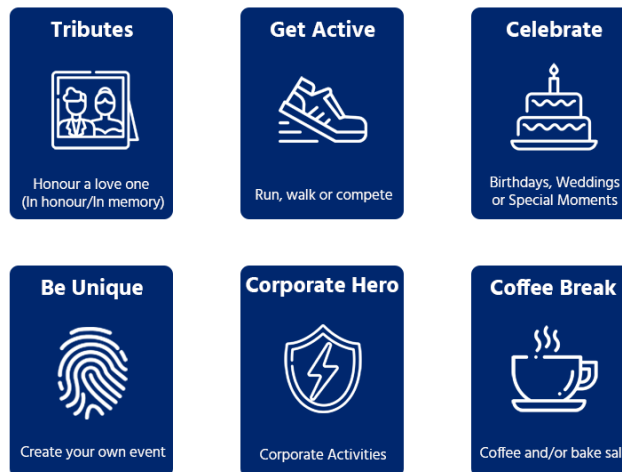 Tributes
Honour a love one
(In honour/In memory)
Get Active
Run, walk or compete
Celebrate
Birthdays, Weddings
or Special Moments
Be Unique
Create your own event
Corporate Hero
Corporate Activities
Coffee Break
Coffee and/or bake sal